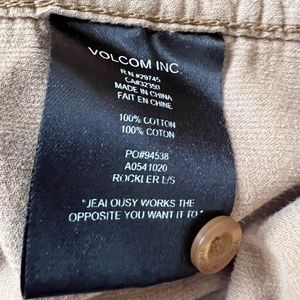 VOLCOM INC.
R.N.#29745
CA#32350
MADE IN CHINA
FAIT EN CHINE
100% COTTON
100% COTON
PO#94538
A0541020
ROCKLER L/S
"JEALOUSY WORKS THE
OPPOSITE YOU WANT IT TO"